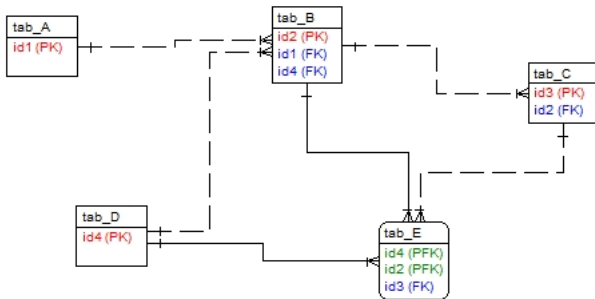 tab_A
id1 (PK)
tab_B
id2 (PK)
id1 (FK)
id4 (FK)
tab_C
id3 (PK)
id2 (FK)
tab_D
id4 (PK)
tab_E
id4 (PFK)
id2 (PFK)
id3 (FK)